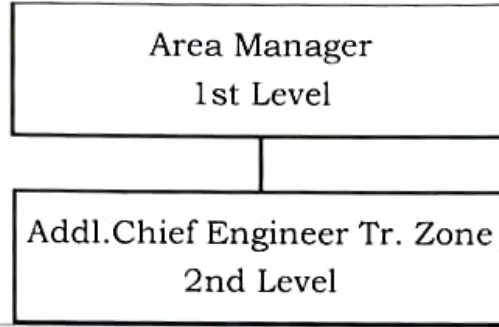 Area Manager
1st Level
Addl.Chief Engineer Tr. Zone
2nd Level